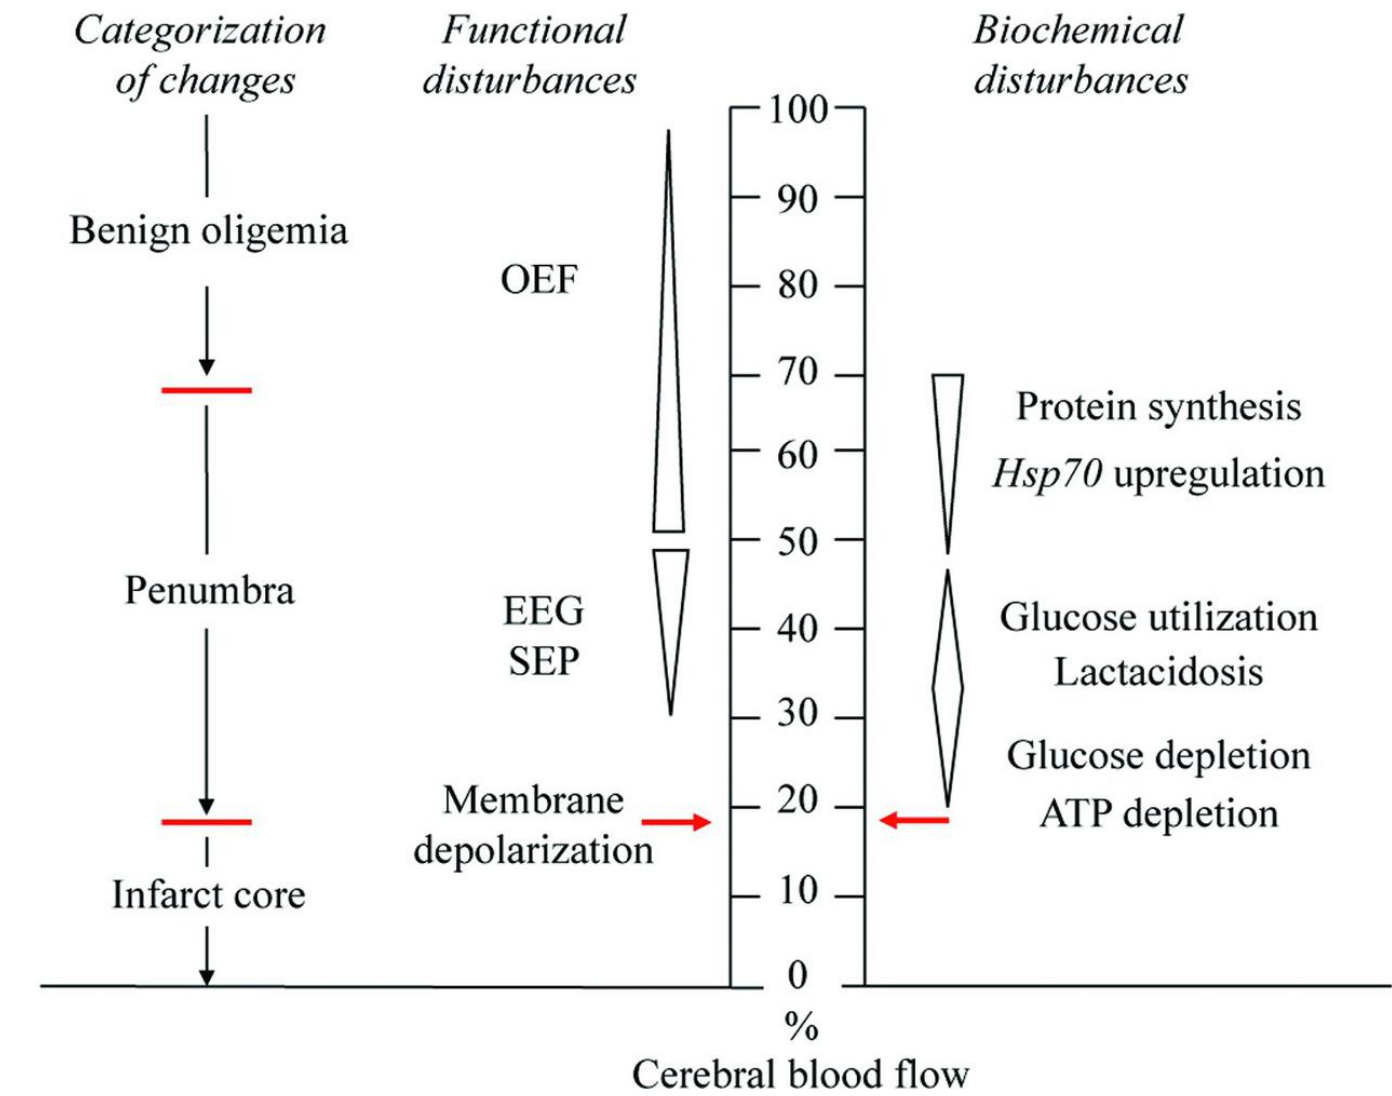 Categorization
of changes
Functional
disturbances
Biochemical
disturbances
100
90
Benign oligemia
OEF
80
70
Protein synthesis
60
Hsp70 upregulation
50
Penumbra
EEG
SEP
40
Glucose utilization
Lactacidosis
30
Glucose depletion
20
Membrane
depolarization
ATP depletion
Infarct core
10
0
%
Cerebral blood flow